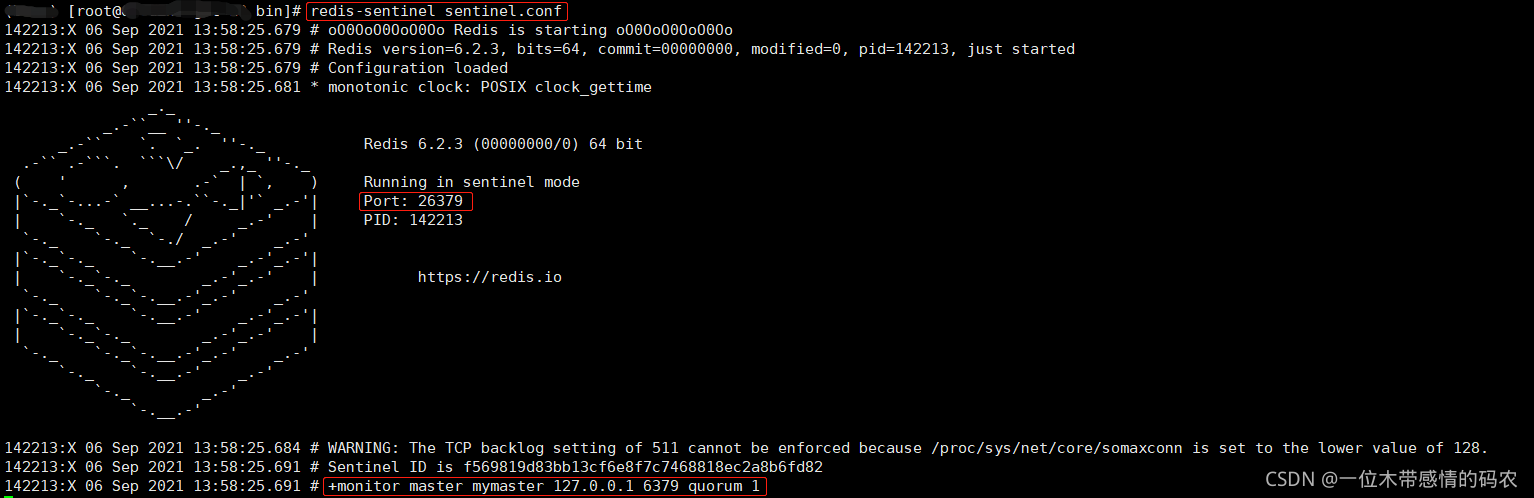 [root@ bin]# redis-sentinel sentinel.conf
142213:X 06 Sep 2021 13:58:25.679 # oO0OoO0OoO0Oo Redis is starting oO0OoO0OoO0Oo
142213:X 06 Sep 2021 13:58:25.679 # Redis version=6.2.3, bits=64, commit=00000000, modified=0, pid=142213, just started
142213:X 06 Sep 2021 13:58:25.679 # Configuration loaded
142213:X 06 Sep 2021 13:58:25.681 * monotonic clock: POSIX clock_gettime
Redis 6.2.3 (00000000/0) 64 bit
Running in sentinel mode
Port: 26379
PID: 142213
https://redis.io
142213:X 06 Sep 2021 13:58:25.684 # WARNING: The TCP backlog setting of 511 cannot be enforced because /proc/sys/net/core/somaxconn is set to the lower value of 128.
142213:X 06 Sep 2021 13:58:25.691 # Sentinel ID is f569819d83bb13cf6e8f7c7468818ec2a8b6fd82
142213:X 06 Sep 2021 13:58:25.691 # +monitor master mymaster 127.0.0.1 6379 quorum 1
CSDN @一位木带感情的码农